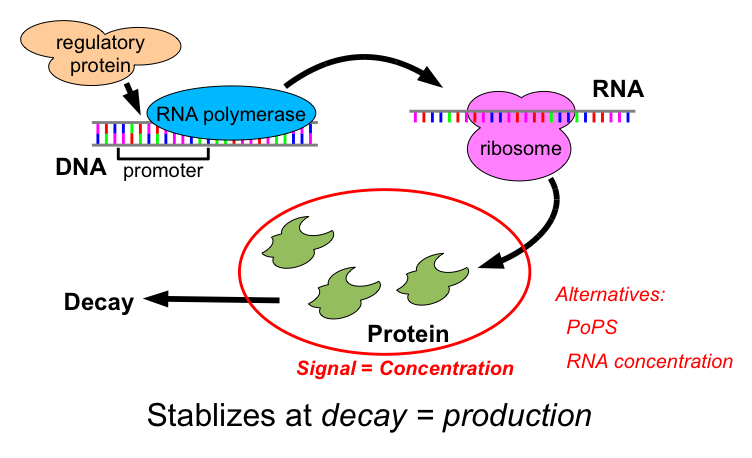 regulatory
protein
RNA polymerase
RNA
DNA
promoter
ribosome
Decay
Protein
Signal = Concentration
Alternatives:
PoPS
RNA concentration
Stablizes at decay = production